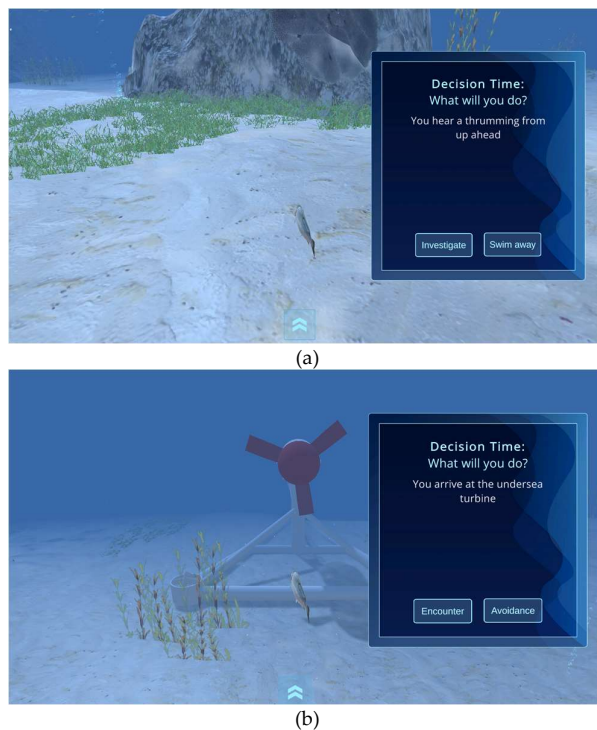 Decision Time:
What will you do?
You hear a thrumming from
up ahead
Investigate
Swim away
(a)
Decision Time:
What will you do?
You arrive at the undersea
turbine
Encounter
Avoidance
(b)